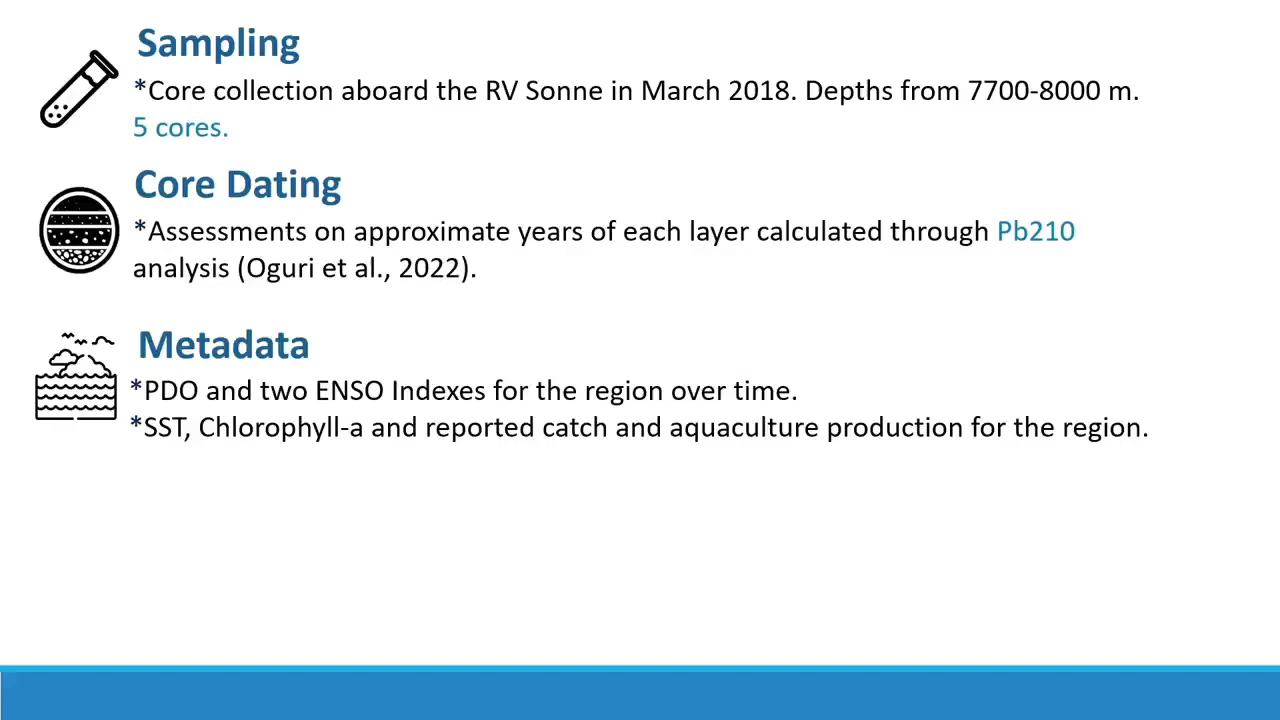 Sampling
*Core collection aboard the RV Sonne in March 2018. Depths from 7700-8000 m.
5 cores.
Core Dating
*Assessments on approximate years of each layer calculated through Pb210
analysis (Oguri et al., 2022).
Metadata
*PDO and two ENSO Indexes for the region over time.
*SST, Chlorophyll-a and reported catch and aquaculture production for the region.